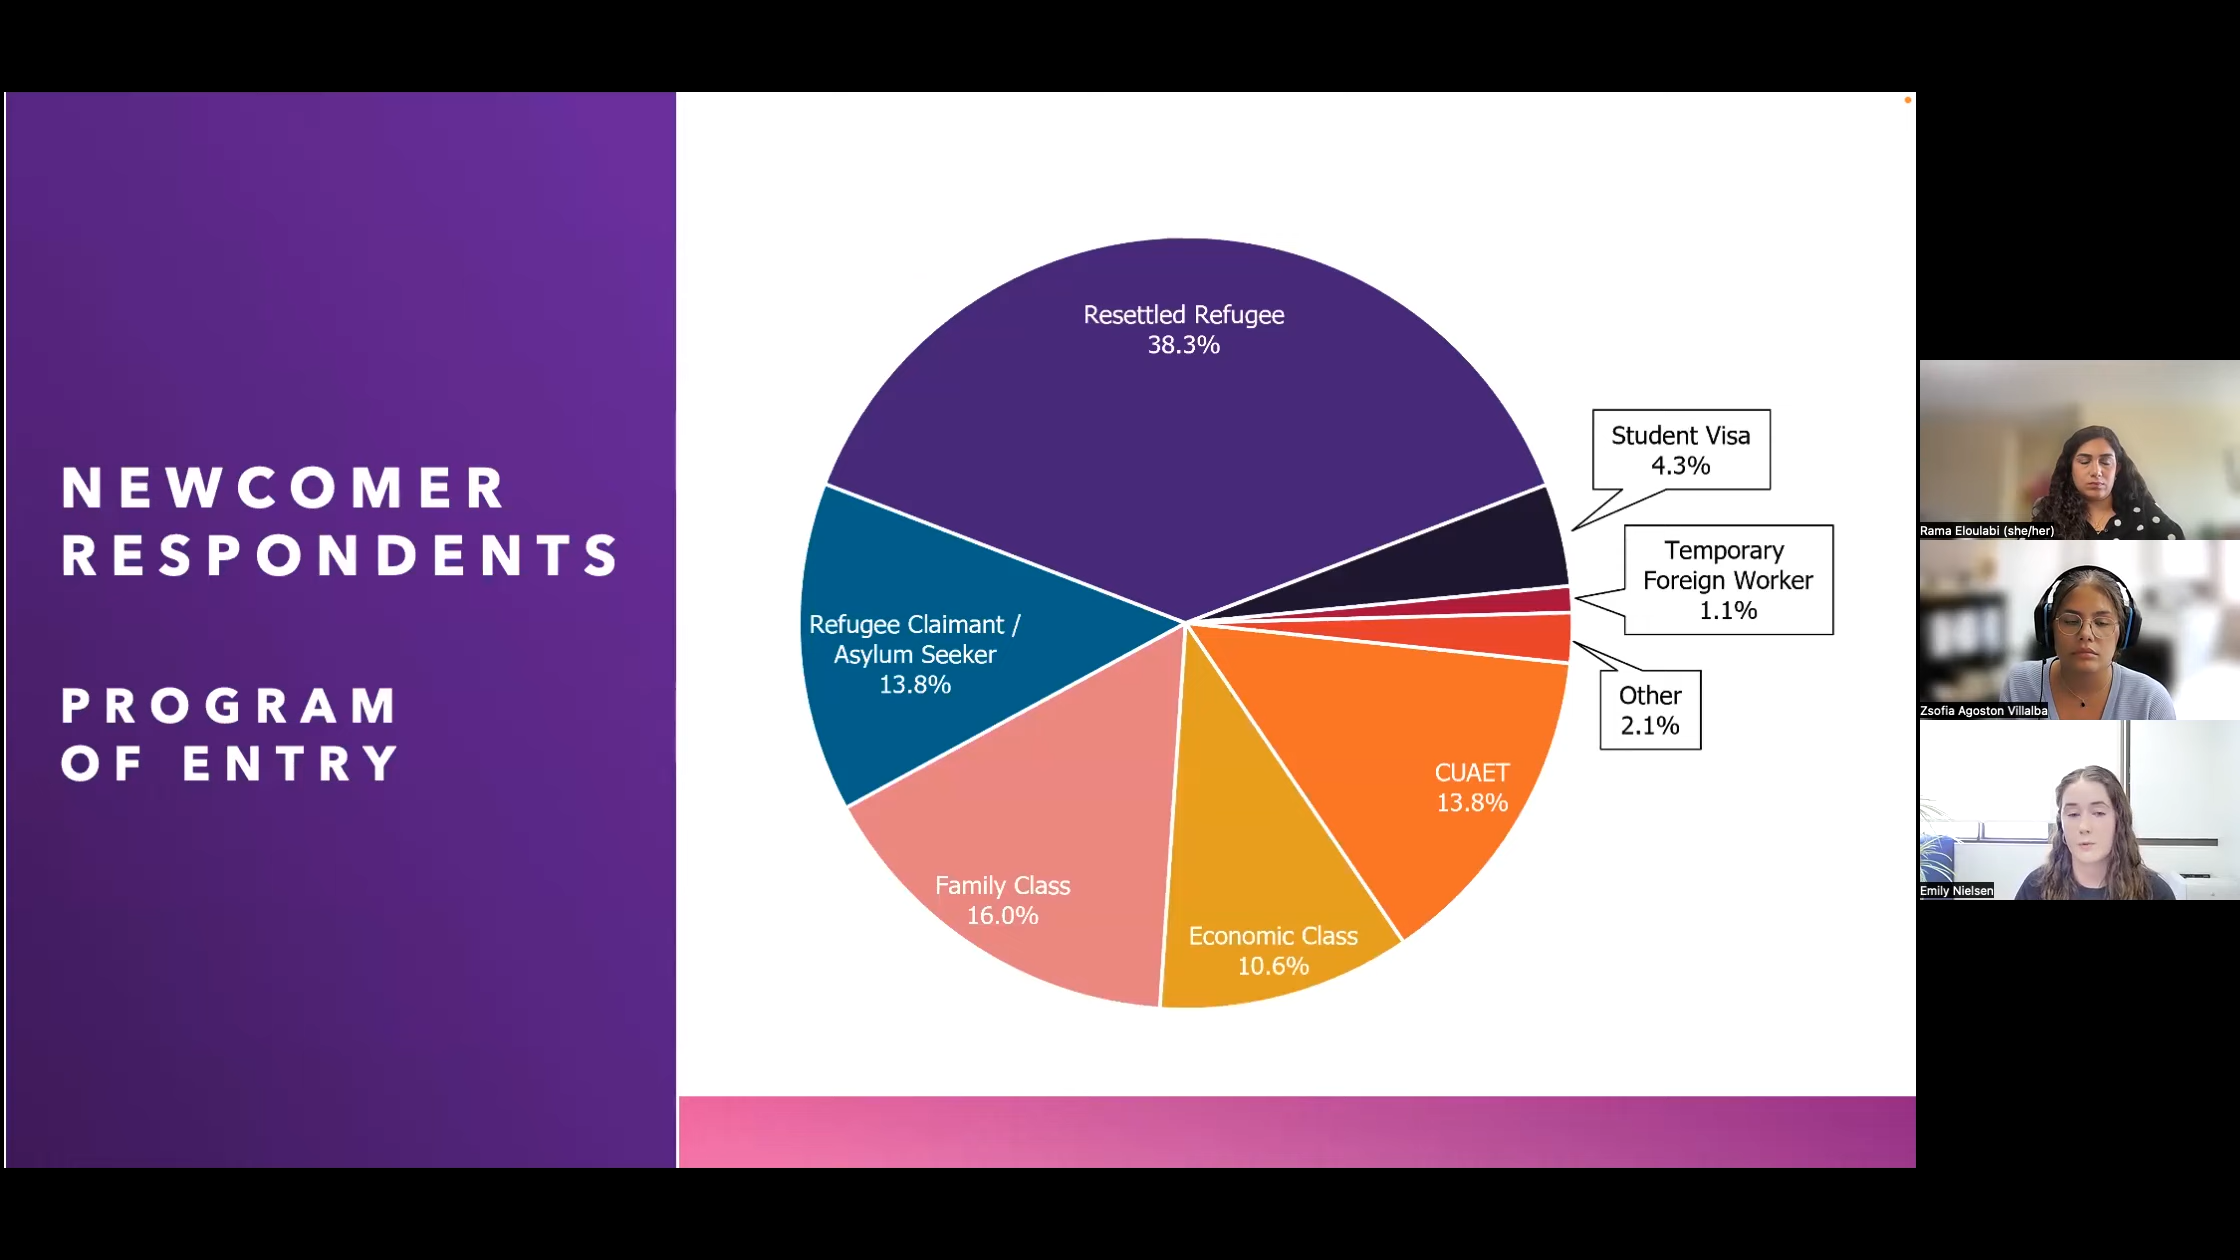 NEWCOMER
RESPONDENTS
PROGRAM
OF ENTRY
Resettled Refugee
38.3%
Student Visa
4.3%
Temporary
Foreign Worker
1.1%
Other
2.1%
CUAET
13.8%
Economic Class
10.6%
Family Class
16.0%
Refugee Claimant /
Asylum Seeker
13.8%
Rama Eloulabi (she/her)
Zsofia Agoston Villalba
Emily Nielsen